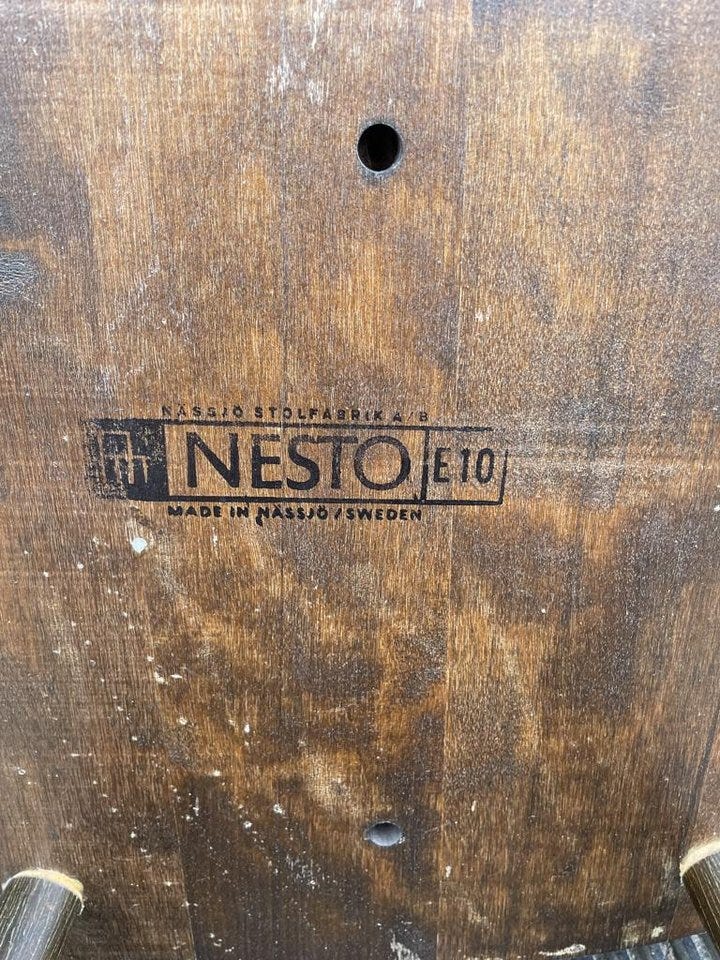 NÄSSJÖ STOLFABRIK A/B
NESTO E10
MADE IN NÄSSJÖ/SWEDEN